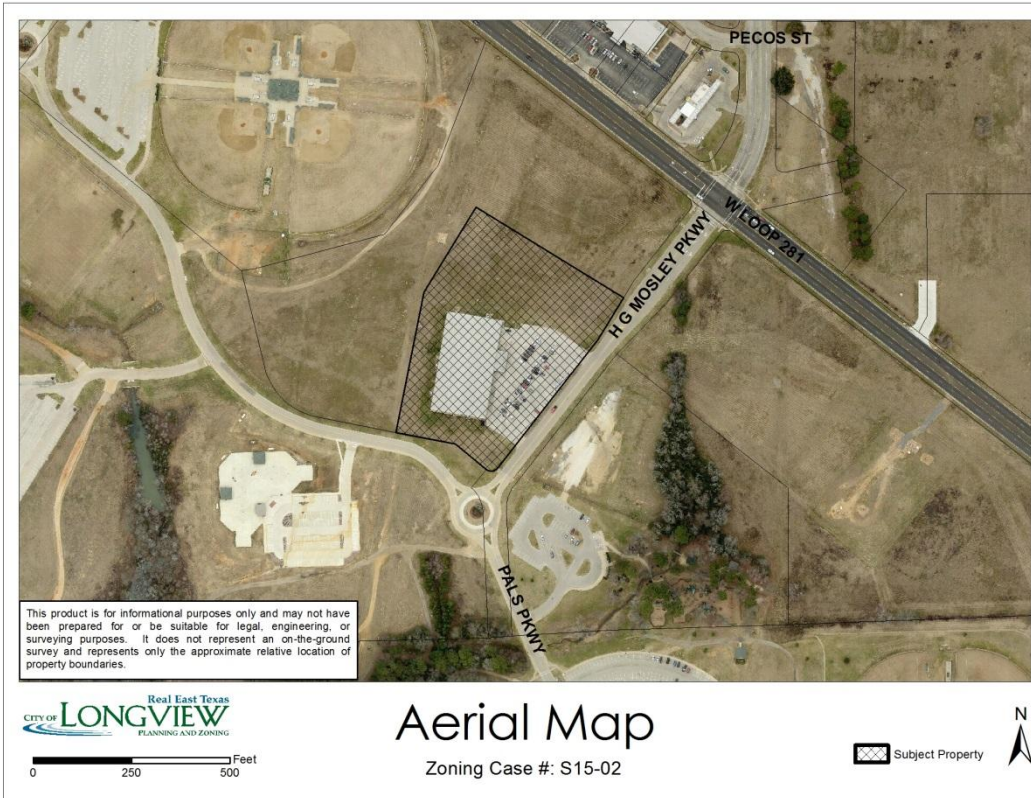 PECOS ST
W LOOP 281
H G MOSLEY PKWY
PALS PKWY
This product is for informational purposes only and may not have
been prepared for or be suitable for legal, engineering, or
surveying purposes. It does not represent an on-the-ground
survey and represents only the approximate relative location of
property boundaries.
Real East Texas
CITY OF LONGVIEW
PLANNING AND ZONING
Feet
0 250 500
Aerial Map
Zoning Case #: S15-02
Subject Property
N